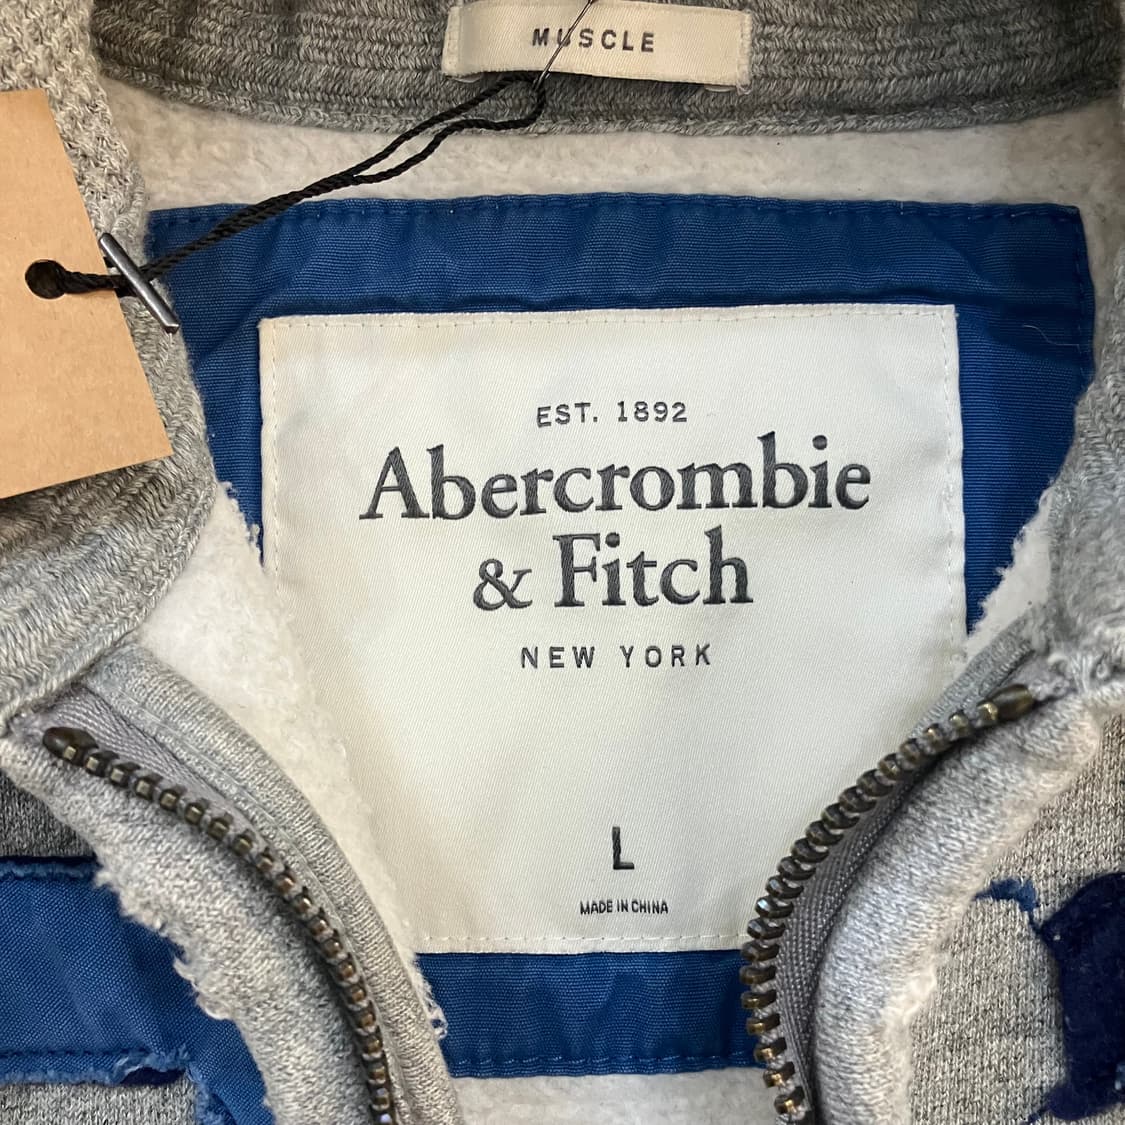 MUSCLE
EST. 1892
Abercrombie
& Fitch
NEW YORK
L
MADE IN CHINA